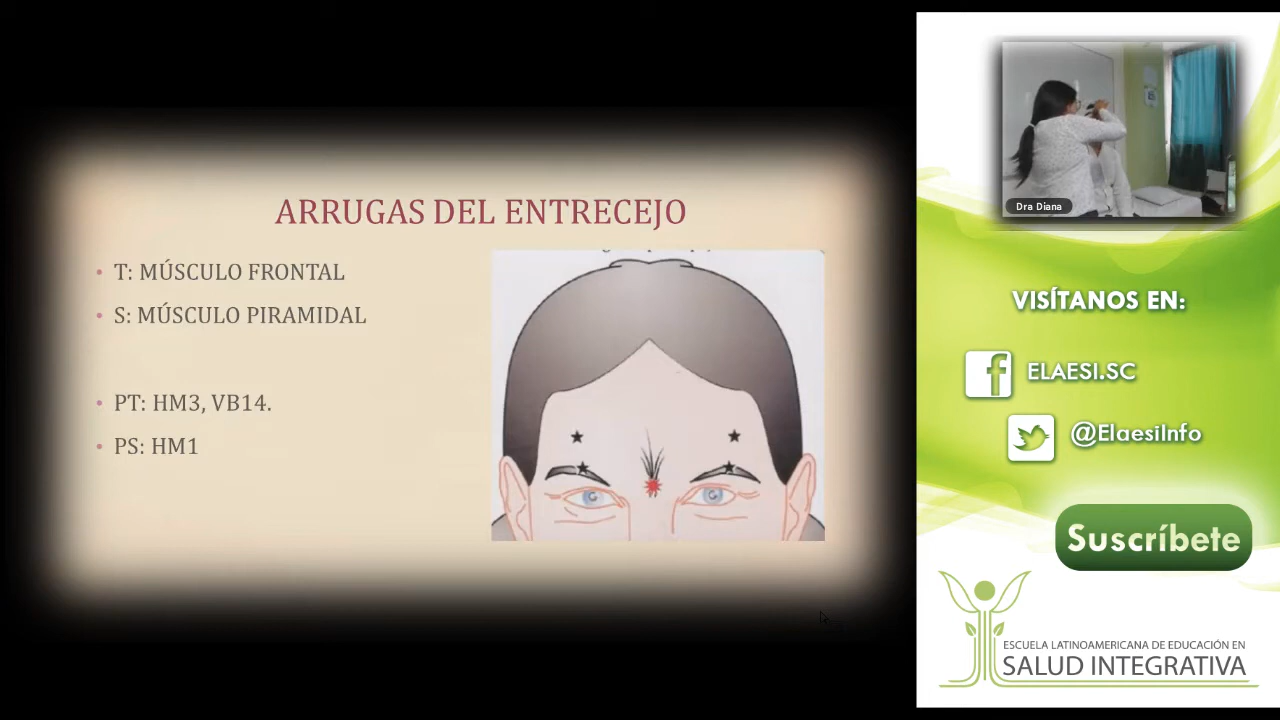 ARRUGAS DEL ENTRECEJO
• T: MÚSCULO FRONTAL
• S: MÚSCULO PIRAMIDAL
• PT: HM3, VB14.
• PS: HM1
Dra Diana
VISÍTANOS EN:
ELAESI.SC
@ElaesiInfo
Suscríbete
ESCUELA LATINOAMERICANA DE EDUCACIÓN EN
SALUD INTEGRATIVA